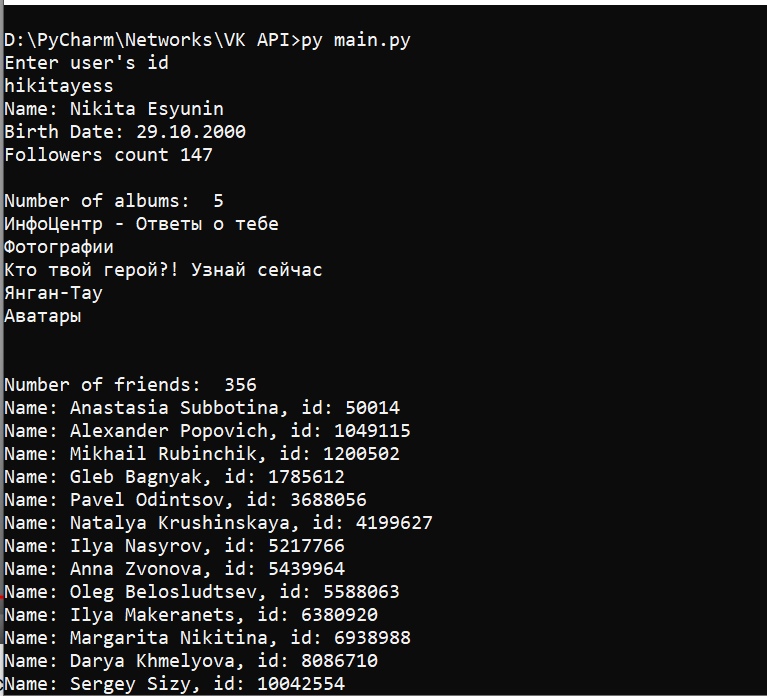 D:\PyCharm\Networks\VK API>py main.py
Enter user's id
hikitayess
Name: Nikita Esyunin
Birth Date: 29.10.2000
Followers count 147
Number of albums:  5
ИнфоЦентр - Ответы о тебе
Фотографии
Кто твой герой?! Узнай сейчас
Янган-Тау
Аватары
Number of friends:  356
Name: Anastasia Subbotina, id: 50014
Name: Alexander Popovich, id: 1049115
Name: Mikhail Rubinchik, id: 1200502
Name: Gleb Bagnyak, id: 1785612
Name: Pavel Odintsov, id: 3688056
Name: Natalya Krushinskaya, id: 4199627
Name: Ilya Nasyrov, id: 5217766
Name: Anna Zvonova, id: 5439964
Name: Oleg Belosludtsev, id: 5588063
Name: Ilya Makeranets, id: 6380920
Name: Margarita Nikitina, id: 6938988
Name: Darya Khmelyova, id: 8086710
Name: Sergey Sizy, id: 10042554